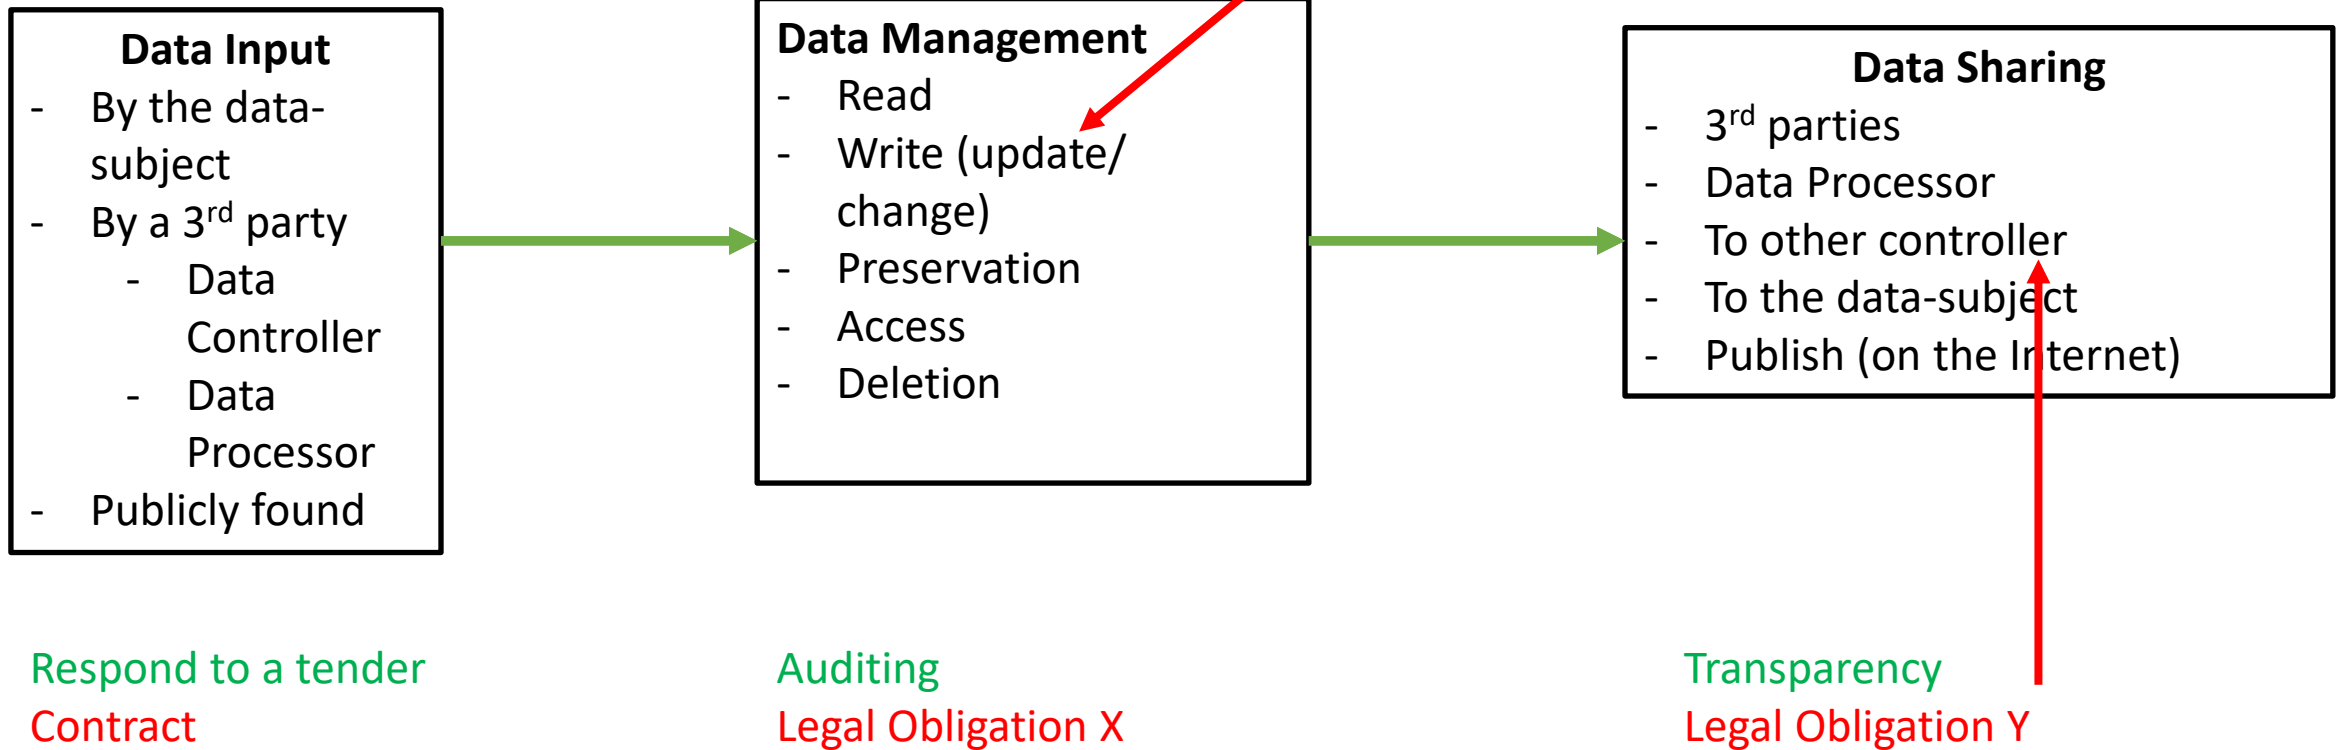 Data Input
- By the data-
subject
- By a 3rd party
- Data
Controller
- Data
Processor
- Publicly found
Data Management
- Read
- Write (update/
change)
- Preservation
- Access
- Deletion
Data Sharing
- 3rd parties
- Data Processor
- To other controller
- To the data-subject
- Publish (on the Internet)
Respond to a tender
Contract
Auditing
Legal Obligation X
Transparency
Legal Obligation Y